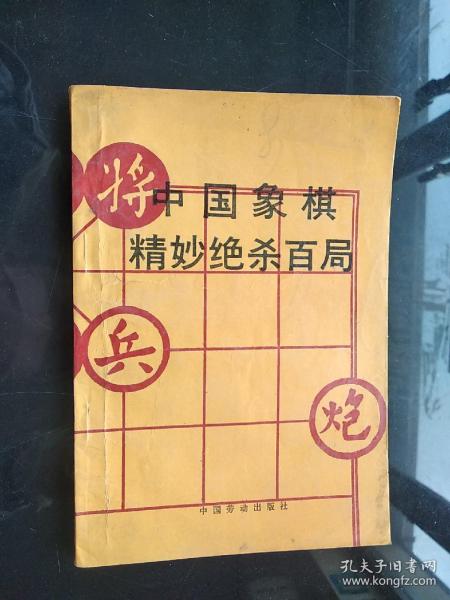 将
中国象棋
精妙绝杀百局
兵
炮
中国劳动出版社
孔夫子旧书网
www.kongfz.com